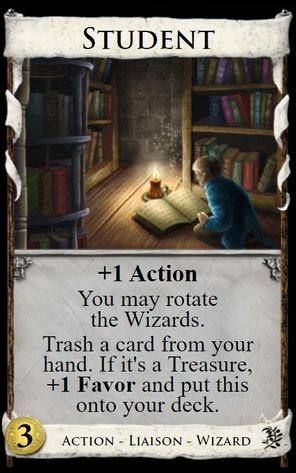 STUDENT
+1 Action
You may rotate
the Wizards.
Trash a card from your
hand. If it's a Treasure,
+1 Favor and put this
onto your deck.
3
ACTION - LIAISON - WIZARD